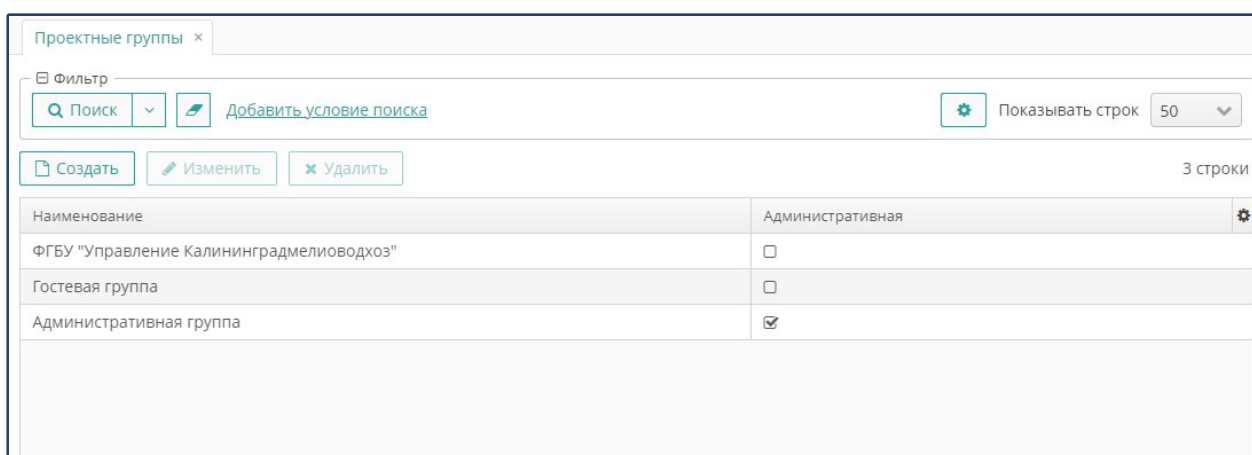 Проектные группы ×
Фильтр
Поиск Добавить условие поиска Показывать строк 50
Создать Изменить Удалить 3 строки
Наименование Административная
ФГБУ "Управление Калининградмелиоводхоз"
Гостевая группа
Административная группа